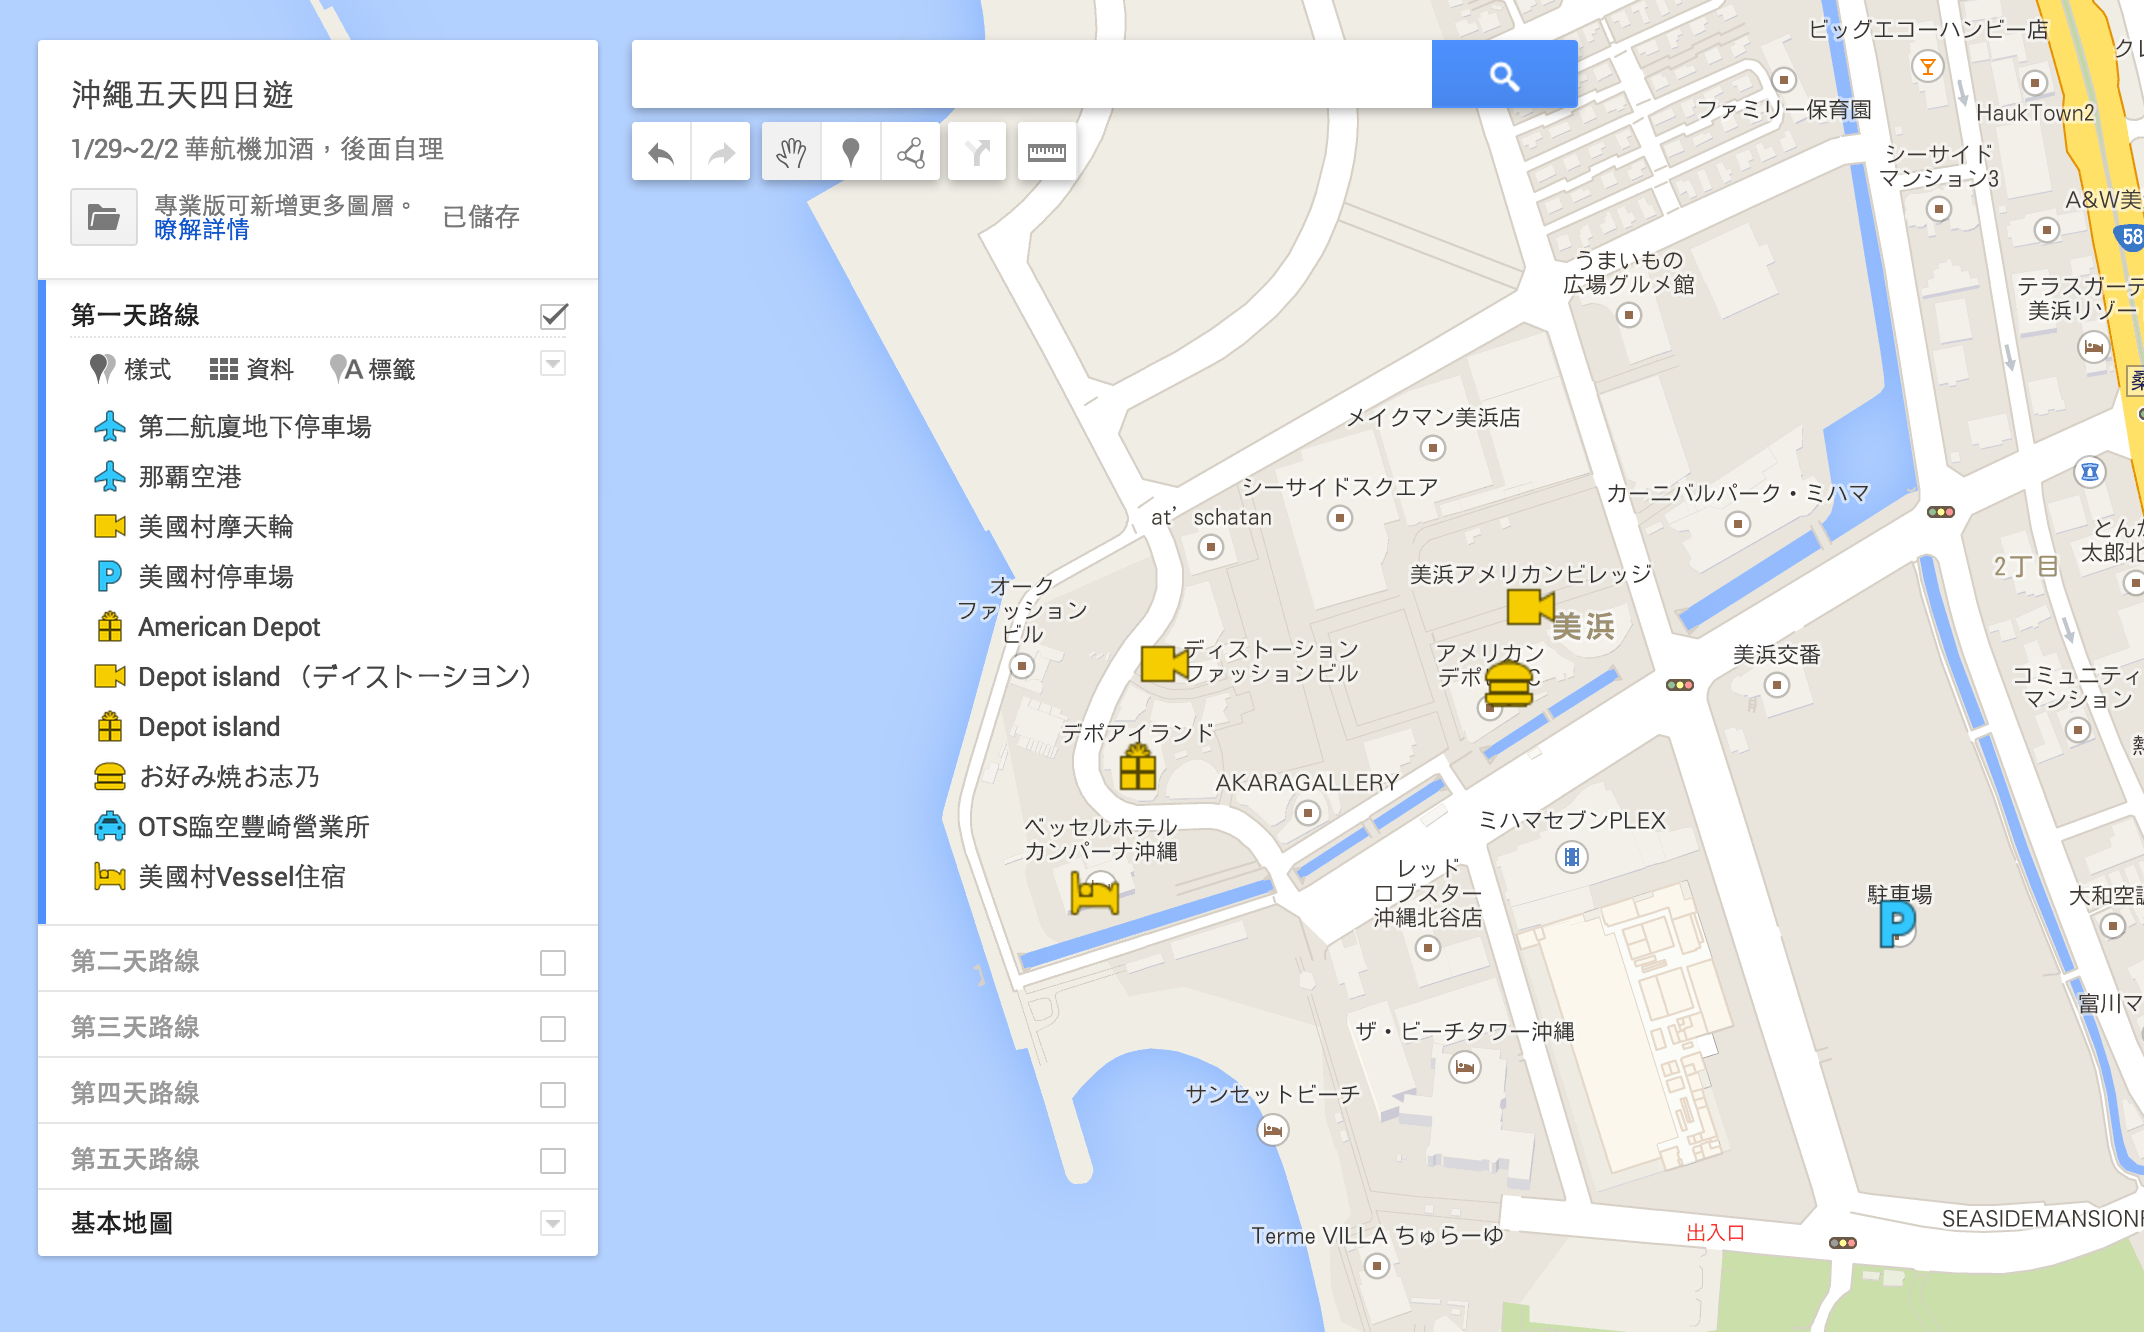 沖繩五天四日遊
1/29~2/2 華航機加酒，後面自理
專業版可新增更多圖層。
瞭解詳情
已儲存
第一天路線
樣式
資料
A 標籤
第二航廈地下停車場
那覇空港
美國村摩天輪
美國村停車場
American Depot
Depot island （ディストーション）
Depot island
お好み焼お志乃
OTS臨空豐崎營業所
美國村Vessel住宿
第二天路線
第三天路線
第四天路線
第五天路線
基本地圖
ビッグエコーハンビー店
クレ
ファミリー保育園
HaukTown2
シーサイド
マンション3
A&W美
58
うまいもの
広場グルメ館
テラスガーデ
美浜リゾー
メイクマン美浜店
シーサイドスクエア
カーニバルパーク・ミハマ
at’schatan
とんか
太郎北
2丁目
美浜アメリカンビレッジ
オーク
ファッション
ビル
美浜
ディストーション
ファッションビル
アメリカン
デポ
C
美浜交番
コミュニティ
マンション
デポアイランド
AKARAGALLERY
ミハマセブンPLEX
ベッセルホテル
カンパーナ沖縄
レッド
ロブスター
沖縄北谷店
駐車場
P
大和空調
富川マ
ザ・ビーチタワー沖縄
サンセットビーチ
Terme VILLA ちゅらーゆ
出入口
SEASIDEMANSION